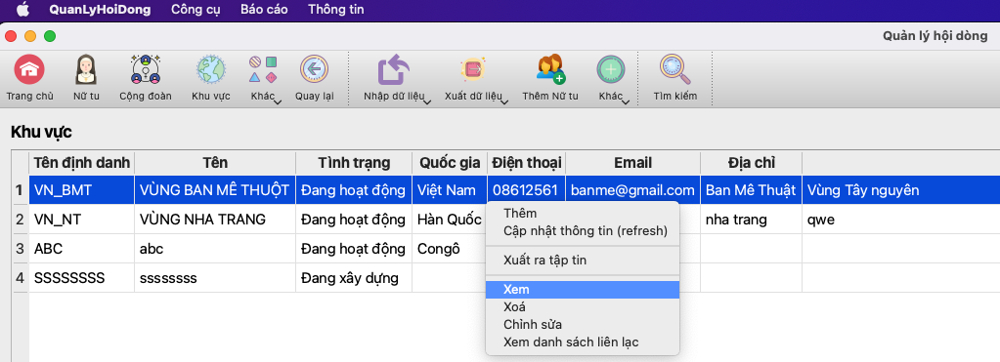 QuanLyHoiDong Công cụ Báo cáo Thông tin
Quản lý hội dòng
Trang chủ Nữ tu Cộng đoàn Khu vực Khác Quay lại Nhập dữ liệu Xuất dữ liệu Thêm Nữ tu Khác Tìm kiếm
Khu vực
Tên định danh Tên Tình trạng Quốc gia Điện thoại Email Địa chỉ
1 VN_BMT VÙNG BAN MÊ THUỘT Đang hoạt động Việt Nam 08612561 banme@gmail.com Ban Mê Thuật Vùng Tây nguyên
2 VN_NT VÙNG NHA TRANG Đang hoạt động Hàn Quốc nha trang qwe
3 ABC abc Đang hoạt động Congô
4 SSSSSSSS ssssssss Đang xây dựng
Thêm
Cập nhật thông tin (refresh)
Xuất ra tập tin
Xem
Xoá
Chỉnh sửa
Xem danh sách liên lạc